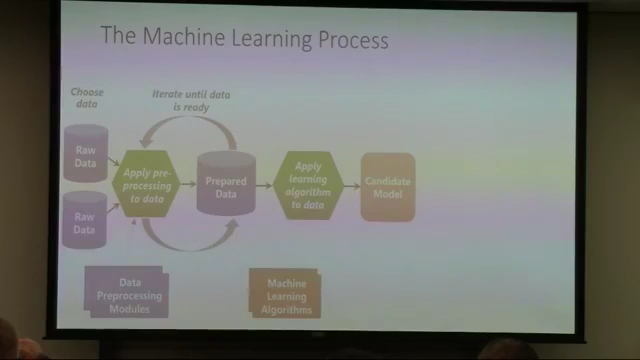 The Machine Learning Process
Choose
data
Iterate until data
is ready
Raw
Data
Raw
Data
Apply pre-
processing
to data
Prepared
Data
Apply
learning
algorithm
to data
Candidate
Model
Data
Preprocessing
Modules
Machine
Learning
Algorithms